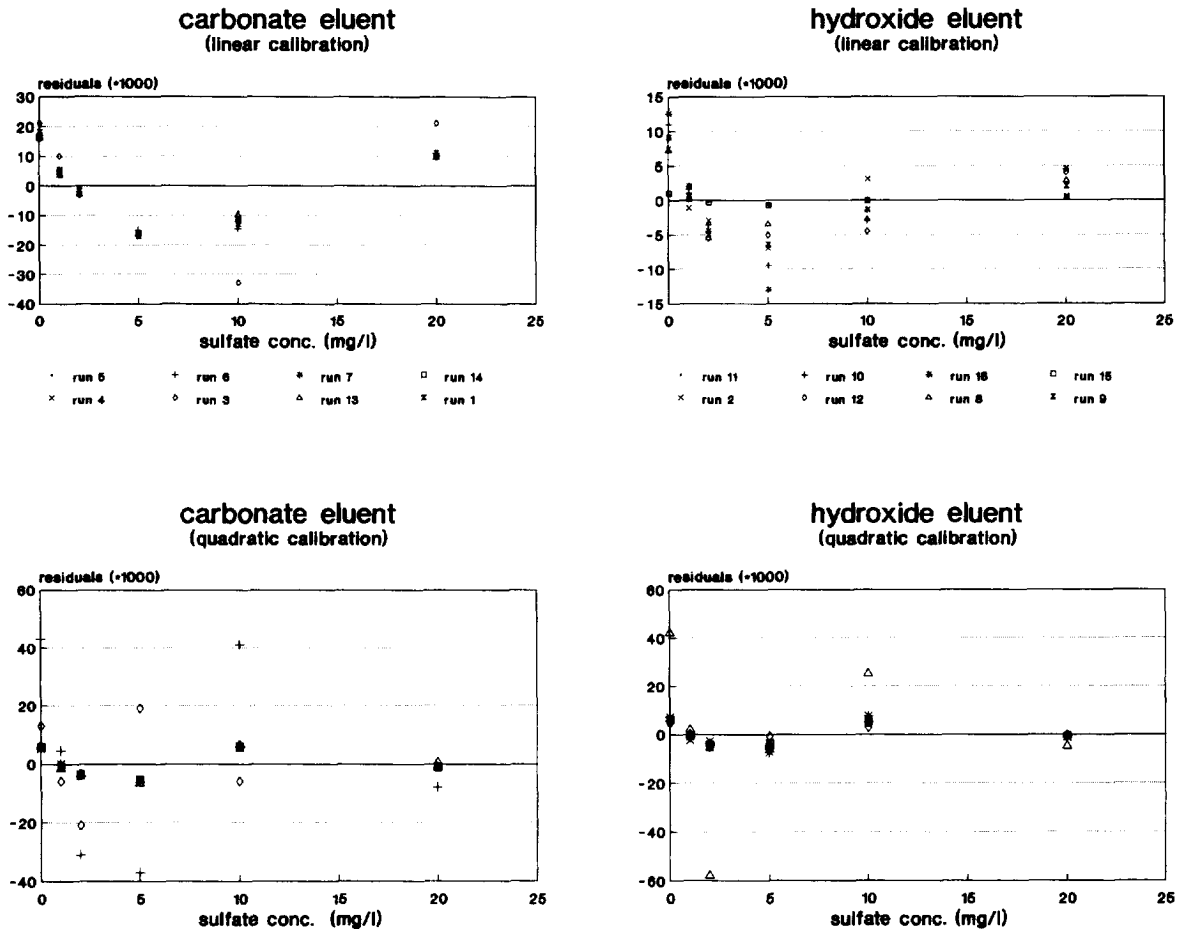 carbonate eluent
(linear calibration)
residuals (*1000)
30
20
10
0
-10
-20
-30
-40
0 5 10 15 20 25
sulfate conc. (mg/l)
run 5 run 6 run 7 run 14
run 4 run 3 run 13 run 1
hydroxide eluent
(linear calibration)
residuals (*1000)
15
10
5
0
-5
-10
-15
0 5 10 15 20 25
sulfate conc. (mg/l)
run 11 run 10 run 16 run 15
run 2 run 12 run 8 run 9
carbonate eluent
(quadratic calibration)
residuals (*1000)
60
40
20
0
-20
-40
0 5 10 15 20 25
sulfate conc. (mg/l)
hydroxide eluent
(quadratic calibration)
residuals (*1000)
60
40
20
0
-20
-40
-60
0 5 10 15 20 25
sulfate conc. (mg/l)